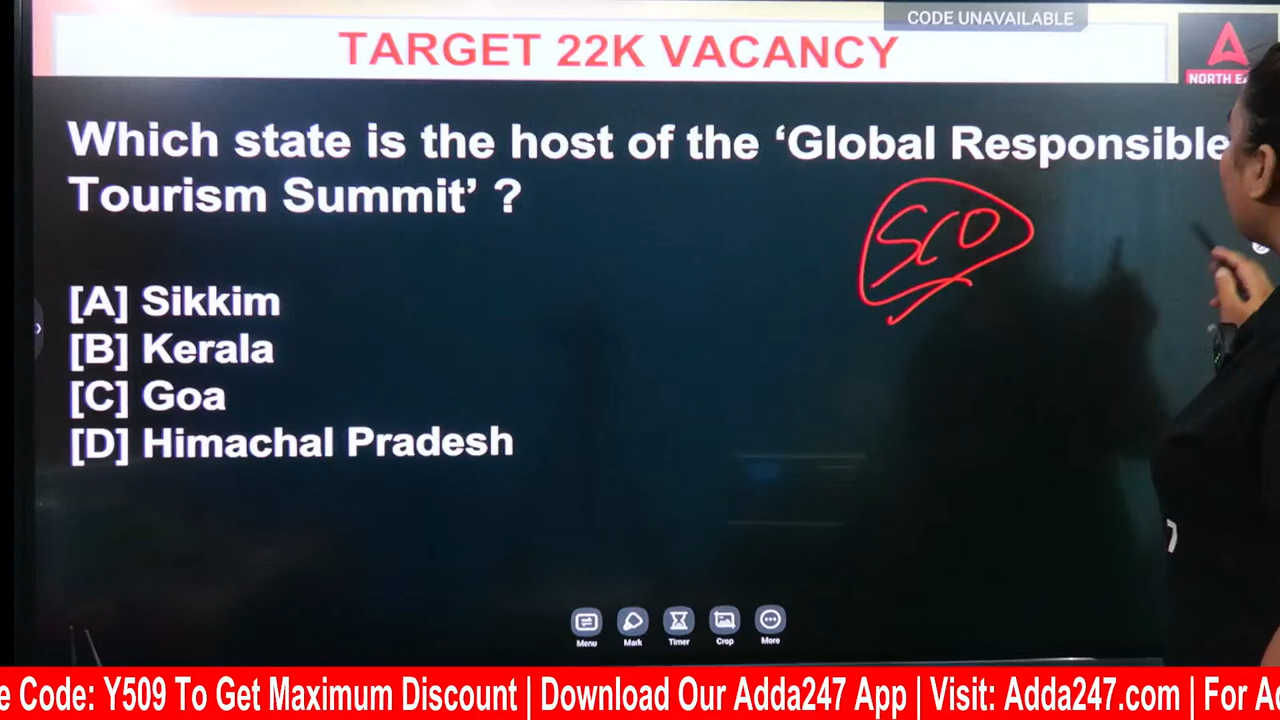 CODE UNAVAILABLE
TARGET 22K VACANCY
NORTH
Which state is the host of the ‘Global Responsible
Tourism Summit’ ?
SCO
[A] Sikkim
[B] Kerala
[C] Goa
[D] Himachal Pradesh
7
Menu Mark Timer Crop More
e Code: Y509 To Get Maximum Discount | Download Our Adda247 App | Visit: Adda247.com | For Ad